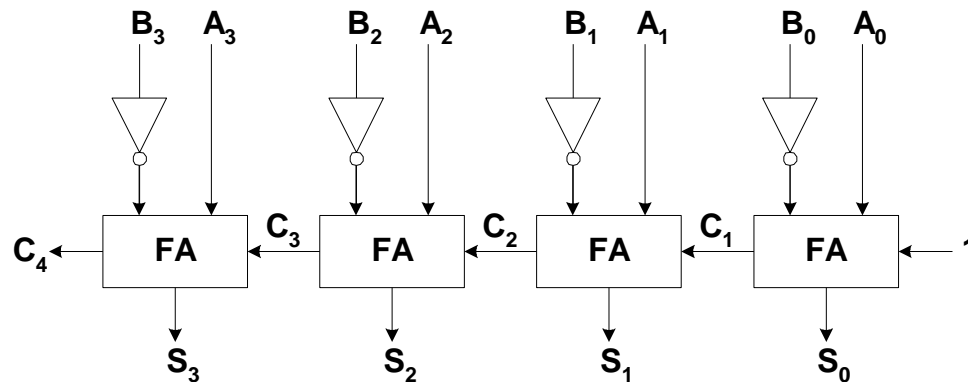 B3 A3 B2 A2 B1 A1 B0 A0
C4 FA C3 FA C2 FA C1 FA 1
S3 S2 S1 S0